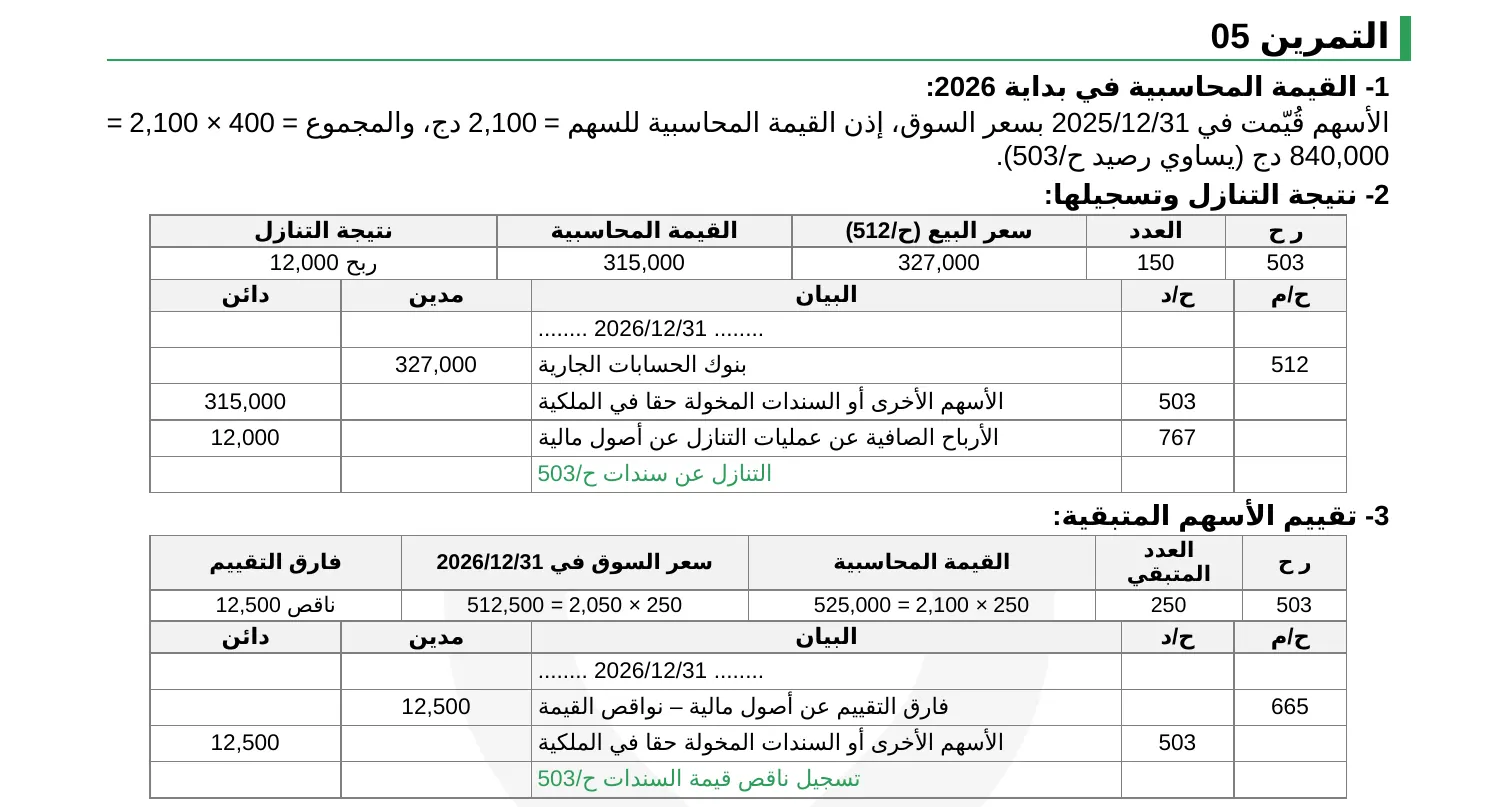 التمرين 05
1- القيمة المحاسبية في بداية 2026:
الأسهم قُيّمت في 2025/12/31 بسعر السوق، إذن القيمة المحاسبية للسهم = 2,100 دج، والمجموع = 400 × 2,100 =
840,000 دج (يساوي رصيد ح/503).
2- نتيجة التنازل وتسجيلها:
ر ح | العدد | سعر البيع (ح/512) | القيمة المحاسبية | نتيجة التنازل
503 | 150 | 327,000 | 315,000 | ربح 12,000
ح/م | ح/د | البيان | مدين | دائن
........ 2026/12/31 ........
512 | بنوك الحسابات الجارية | 327,000
503 | الأسهم الأخرى أو السندات المخولة حقا في الملكية | 315,000
767 | الأرباح الصافية عن عمليات التنازل عن أصول مالية | 12,000
التنازل عن سندات ح/503
3- تقييم الأسهم المتبقية:
ر ح | العدد المتبقي | القيمة المحاسبية | سعر السوق في 2026/12/31 | فارق التقييم
503 | 250 | 250 × 2,100 = 525,000 | 250 × 2,050 = 512,500 | ناقص 12,500
ح/م | ح/د | البيان | مدين | دائن
........ 2026/12/31 ........
665 | فارق التقييم عن أصول مالية – نواقص القيمة | 12,500
503 | الأسهم الأخرى أو السندات المخولة حقا في الملكية | 12,500
تسجيل ناقص قيمة السندات ح/503